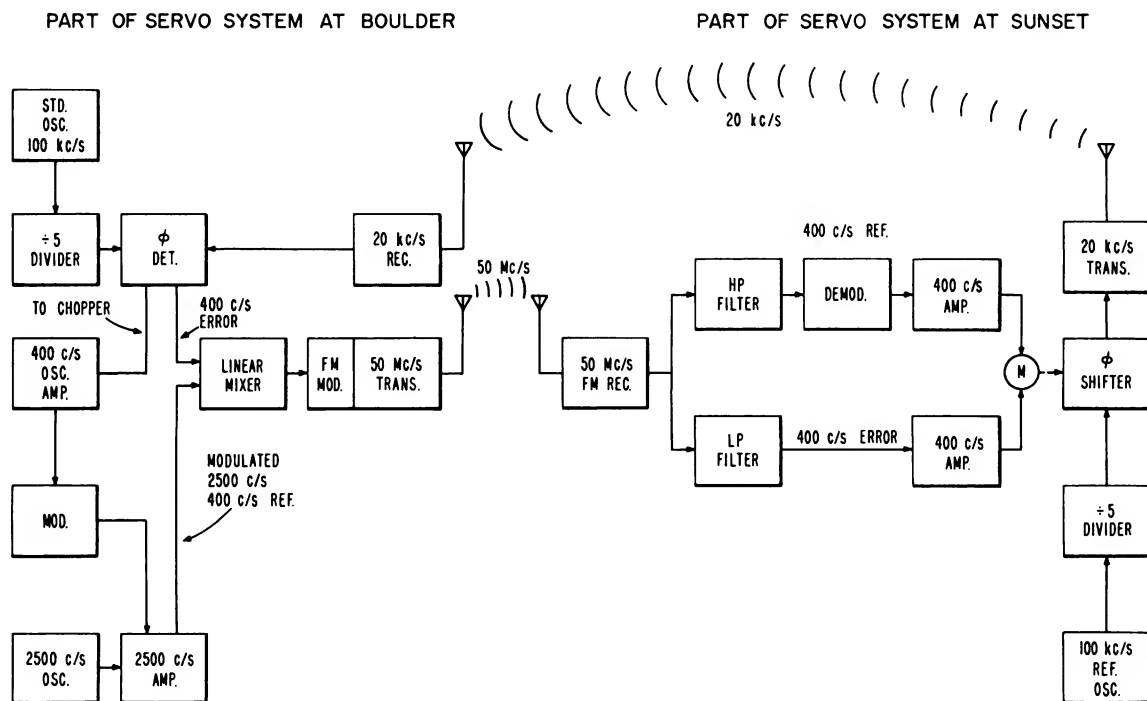 PART OF SERVO SYSTEM AT BOULDER
PART OF SERVO SYSTEM AT SUNSET
STD.
OSC.
100 kc/s
20 kc/s
÷5
DIVIDER
ϕ
DET.
20 kc/s
REC.
50 Mc/s
400 c/s REF.
HP
FILTER
DEMOD.
400 c/s
AMP.
20 kc/s
TRANS.
TO CHOPPER
400 c/s
ERROR
400 c/s
OSC.
AMP.
LINEAR
MIXER
FM
MOD.
50 Mc/s
TRANS.
50 Mc/s
FM REC.
M
ϕ
SHIFTER
LP
FILTER
400 c/s ERROR
400 c/s
AMP.
MODULATED
2500 c/s
400 c/s REF.
MOD.
÷5
DIVIDER
2500 c/s
OSC.
2500 c/s
AMP.
100 kc/s
REF.
OSC.